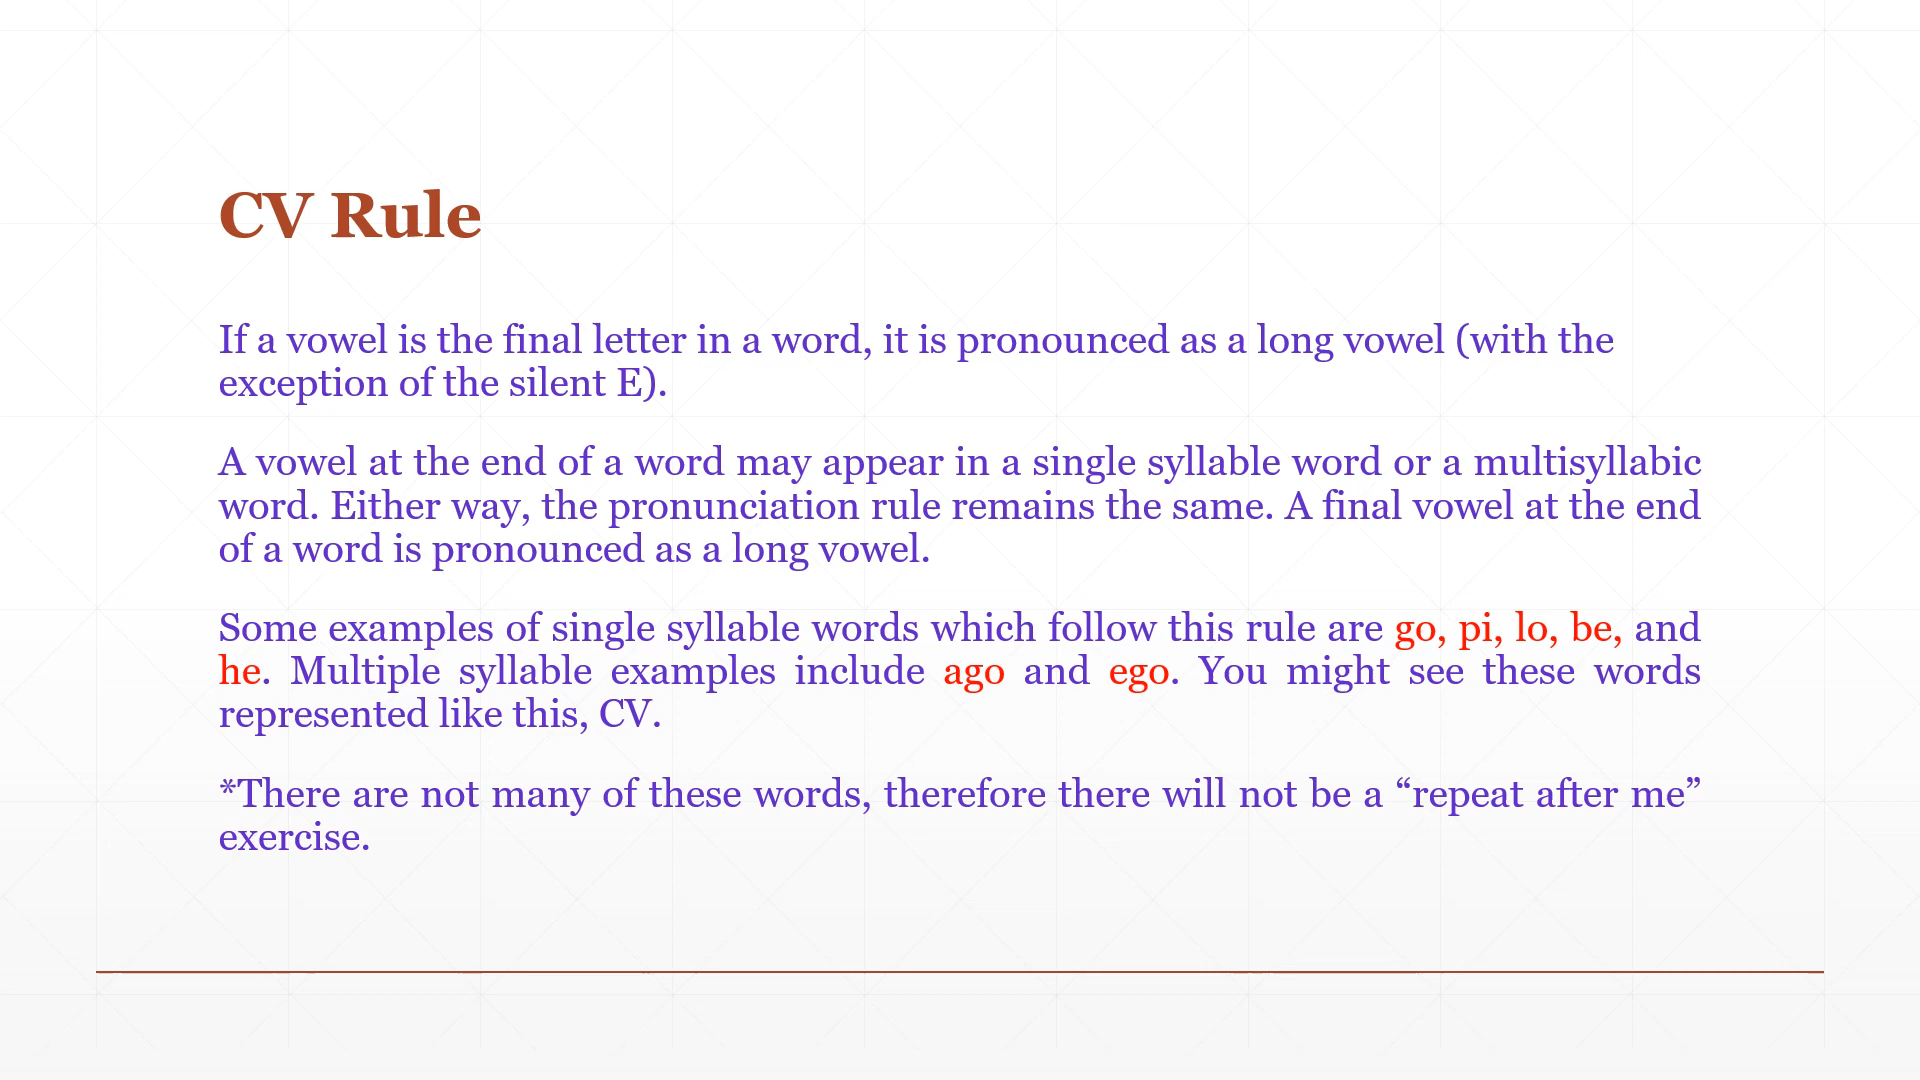 CV Rule
If a vowel is the final letter in a word, it is pronounced as a long vowel (with the
exception of the silent E).
A vowel at the end of a word may appear in a single syllable word or a multisyllabic
word. Either way, the pronunciation rule remains the same. A final vowel at the end
of a word is pronounced as a long vowel.
Some examples of single syllable words which follow this rule are go, pi, lo, be, and
he. Multiple syllable examples include ago and ego. You might see these words
represented like this, CV.
*There are not many of these words, therefore there will not be a “repeat after me”
exercise.